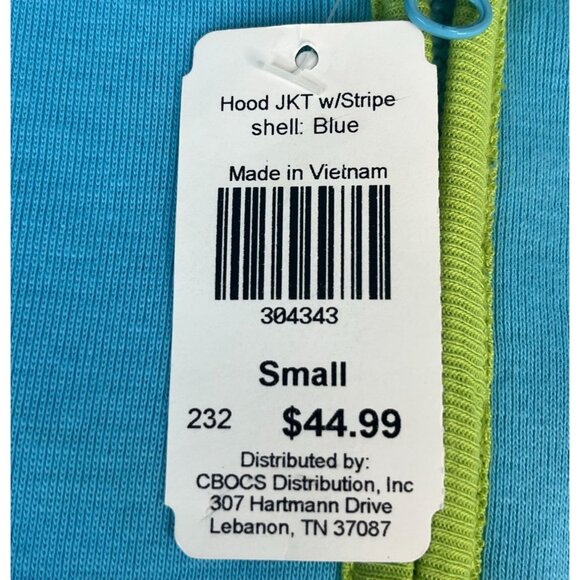 Hood JKT w/Stripe
shell: Blue
Made in Vietnam
304343
Small
232 $44.99
Distributed by:
CBOCS Distribution, Inc
307 Hartmann Drive
Lebanon, TN 37087